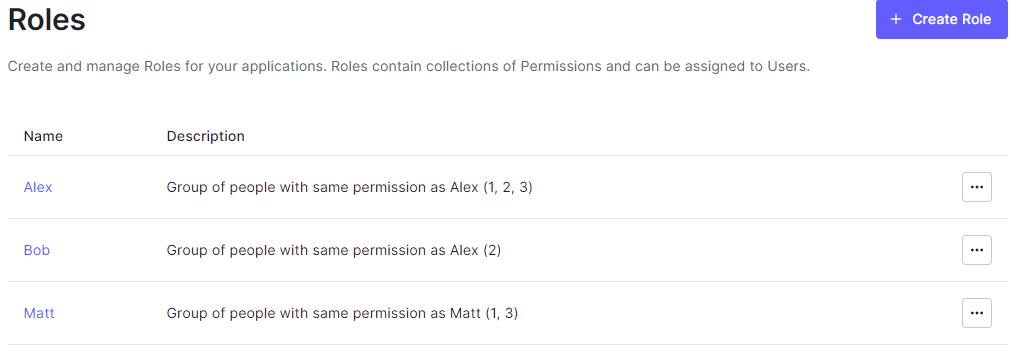 Roles
+ Create Role
Create and manage Roles for your applications. Roles contain collections of Permissions and can be assigned to Users.
Name Description
Alex Group of people with same permission as Alex (1, 2, 3)
Bob Group of people with same permission as Alex (2)
Matt Group of people with same permission as Matt (1, 3)